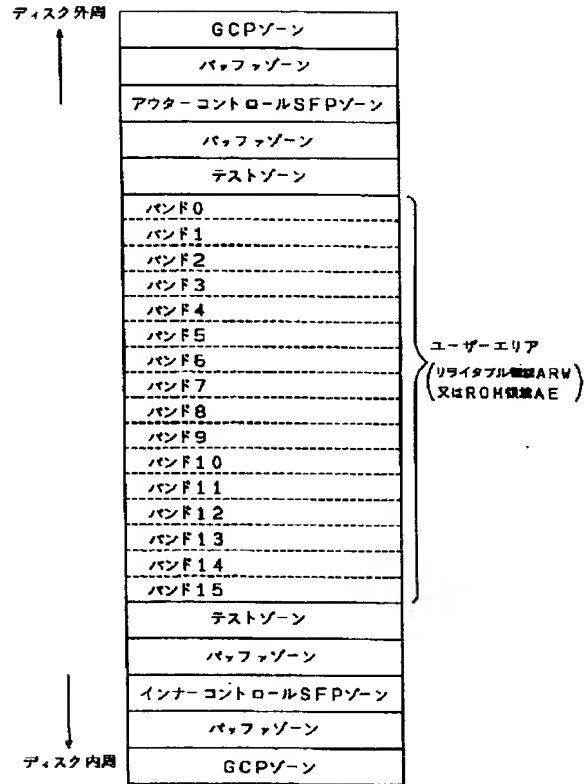 ディスク外周
GCPゾーン
バッファゾーン
アウターコントロールSFPゾーン
バッファゾーン
テストゾーン
バンド0
バンド1
バンド2
バンド3
バンド4
バンド5
バンド6
バンド7
バンド8
バンド9
バンド10
バンド11
バンド12
バンド13
バンド14
バンド15
ユーザーエリア
(リライタブル領域ARW
又はROM領域AE)
テストゾーン
バッファゾーン
インナーコントロールSFPゾーン
バッファゾーン
ディスク内周
GCPゾーン